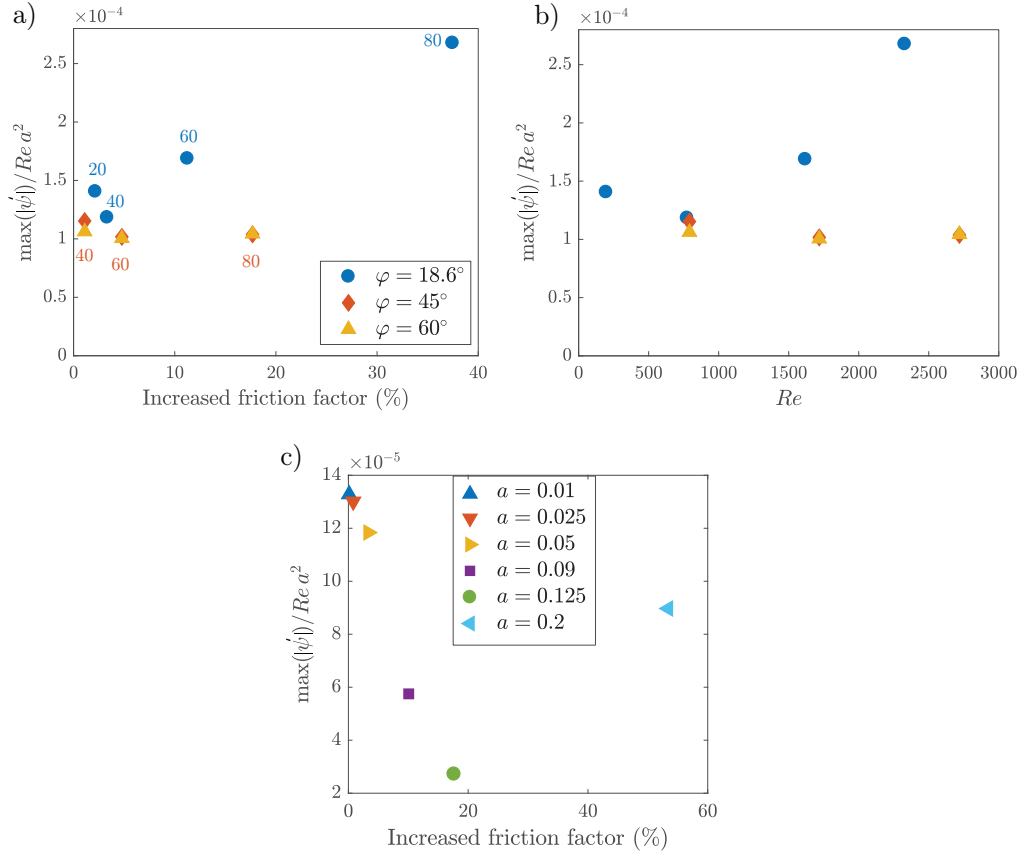 a)
×10⁻⁴
2.5
2
1.5
1
0.5
0
0
10
20
30
40
max(|ψ́|)/Re a²
Increased friction factor (%)
80
60
20
40
40
60
80
φ = 18.6°
φ = 45°
φ = 60°
b)
×10⁻⁴
2.5
2
1.5
1
0.5
0
0
500
1000
1500
2000
2500
3000
max(|ψ́|)/Re a²
Re
c)
×10⁻⁵
14
12
10
8
6
4
2
0
20
40
60
max(|ψ́|)/Re a²
Increased friction factor (%)
a = 0.01
a = 0.025
a = 0.05
a = 0.09
a = 0.125
a = 0.2